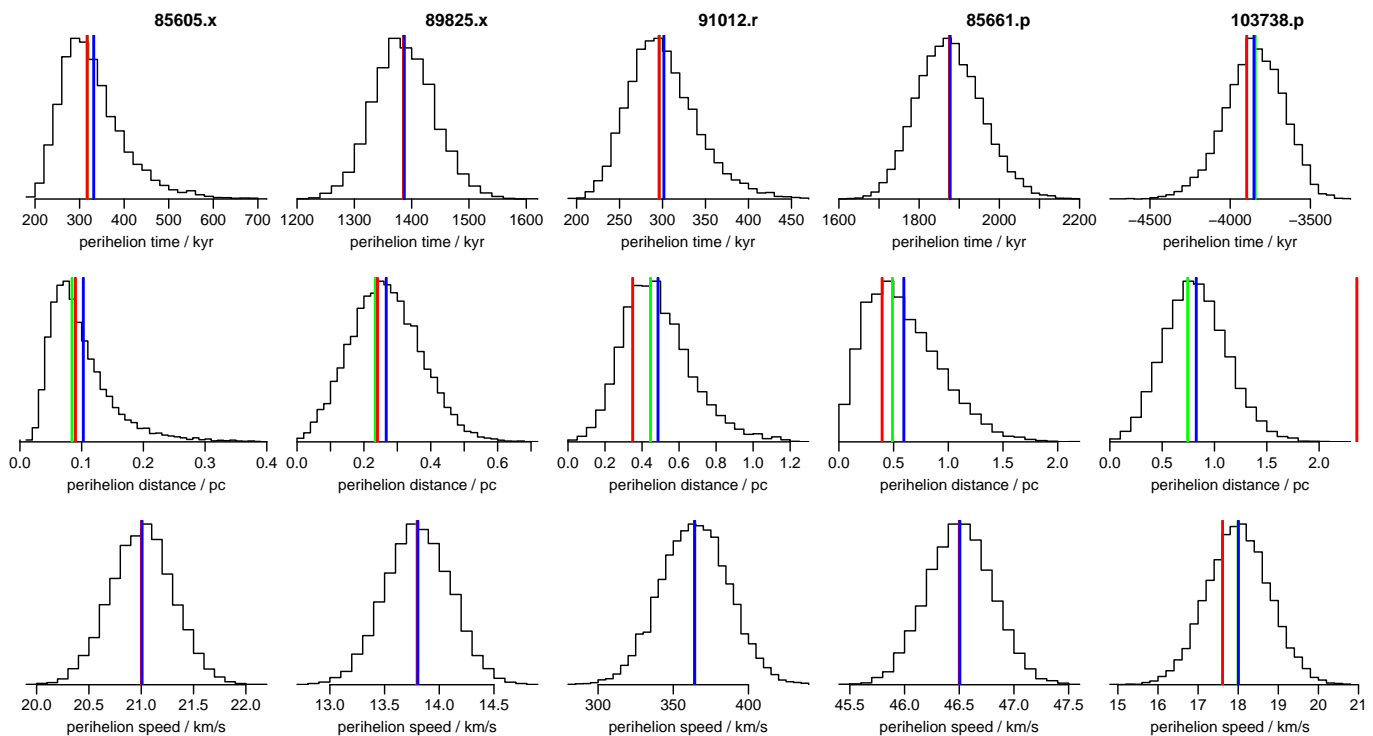 85605.x 89825.x 91012.r 85661.p 103738.p
200 300 400 500 600 700 1200 1300 1400 1500 1600 200 250 300 350 400 450 1600 1800 2000 2200 −4500 −4000 −3500
perihelion time / kyr perihelion time / kyr perihelion time / kyr perihelion time / kyr perihelion time / kyr
0.0 0.1 0.2 0.3 0.4 0.0 0.2 0.4 0.6 0.0 0.2 0.4 0.6 0.8 1.0 1.2 0.0 0.5 1.0 1.5 2.0 0.0 0.5 1.0 1.5 2.0
perihelion distance / pc perihelion distance / pc perihelion distance / pc perihelion distance / pc perihelion distance / pc
20.0 20.5 21.0 21.5 22.0 13.0 13.5 14.0 14.5 300 350 400 45.5 46.0 46.5 47.0 47.5 15 16 17 18 19 20 21
perihelion speed / km/s perihelion speed / km/s perihelion speed / km/s perihelion speed / km/s perihelion speed / km/s